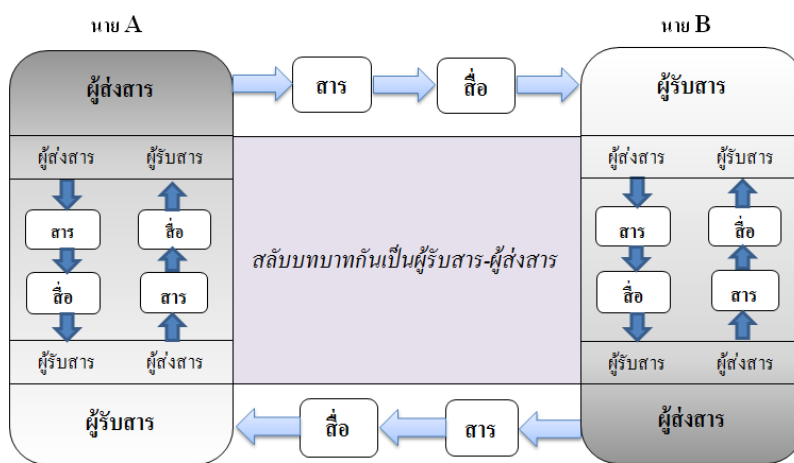 นาย A
นาย B
ผู้ส่งสาร
สาร
สื่อ
ผู้รับสาร
ผู้ส่งสาร ผู้รับสาร
ผู้ส่งสาร ผู้รับสาร
สาร สื่อ
สาร สื่อ
สลับบทบาทกันเป็นผู้รับสาร-ผู้ส่งสาร
สื่อ สาร
สื่อ สาร
ผู้รับสาร ผู้ส่งสาร
ผู้รับสาร ผู้ส่งสาร
ผู้รับสาร
สื่อ
สาร
ผู้ส่งสาร